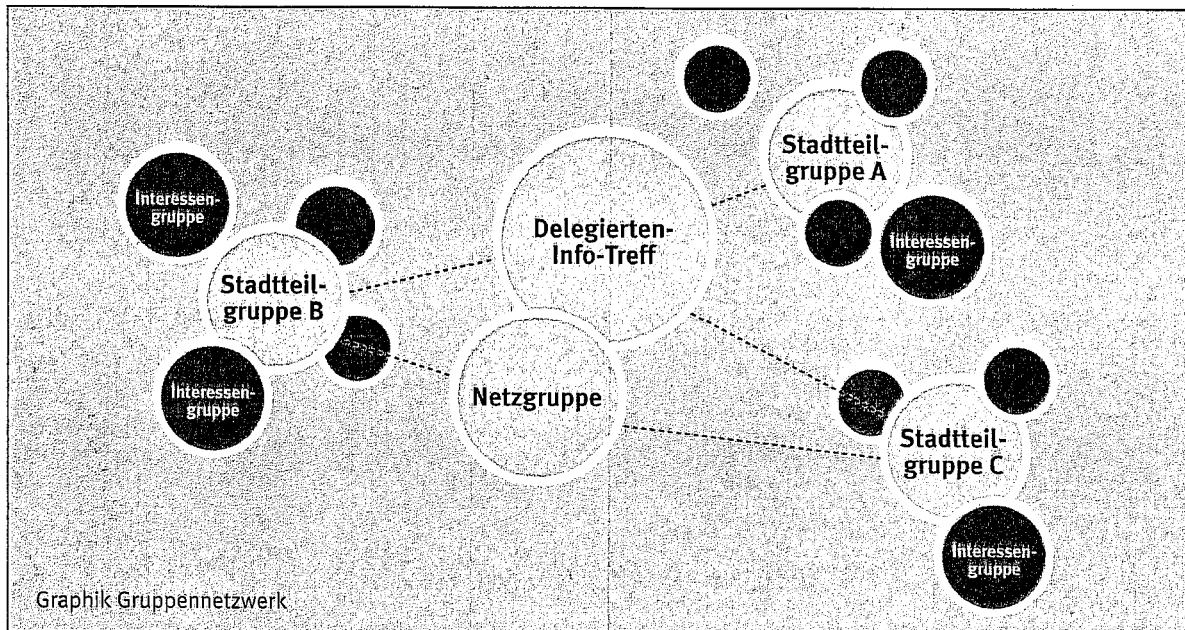 Stadtteil-
gruppe A
Interessen-
gruppe
Delegierten-
Info-Treff
Interessen-
gruppe
Stadtteil-
gruppe B
Interessen-
gruppe
Netzgruppe
Stadtteil-
gruppe C
Interessen-
gruppe
Graphik Gruppennetzwerk